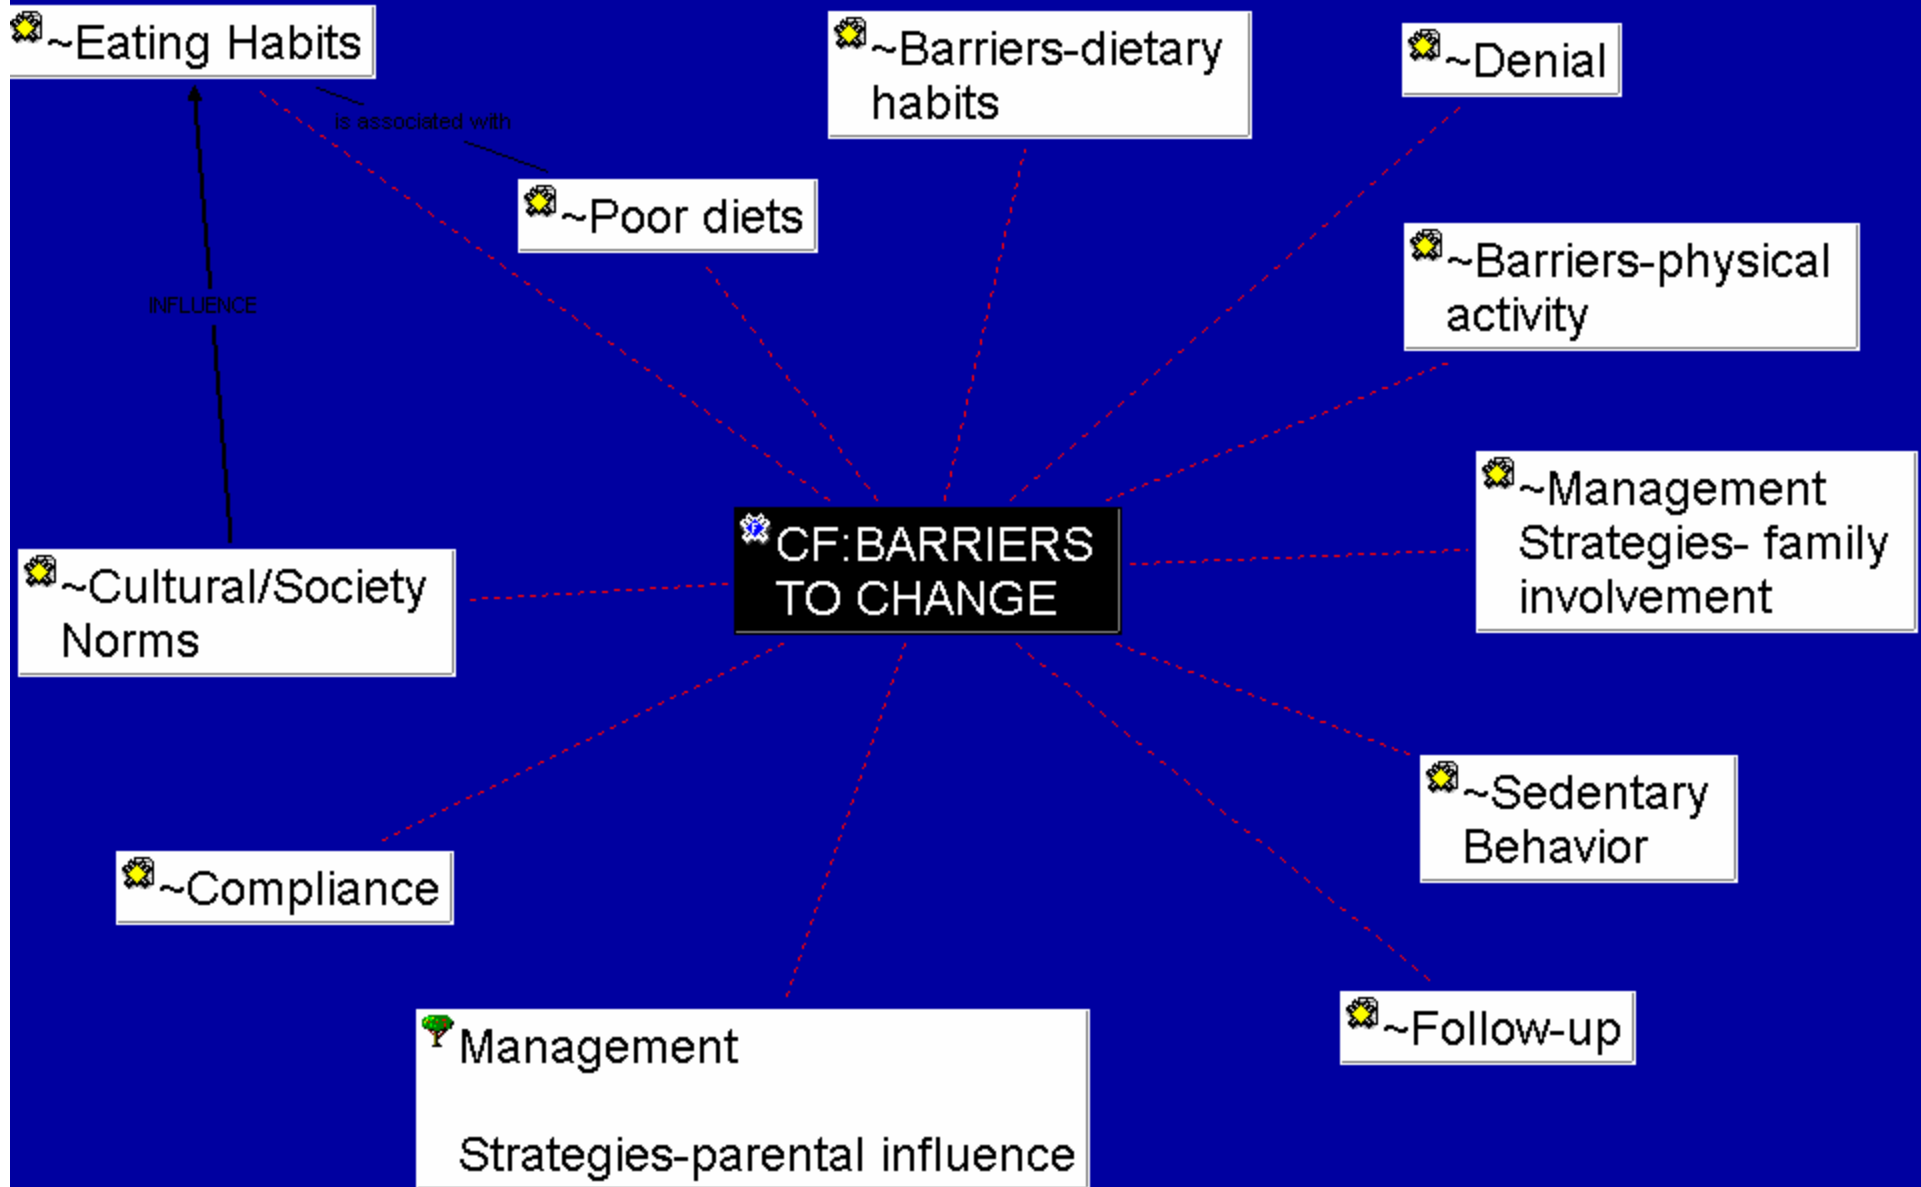 ~Eating Habits
~Barriers-dietary
habits
~Denial
is associated with
~Poor diets
~Barriers-physical
activity
INFLUENCE
~Management
Strategies- family
involvement
CF:BARRIERS
TO CHANGE
~Cultural/Society
Norms
~Sedentary
Behavior
~Compliance
~Follow-up
Management
Strategies-parental influence